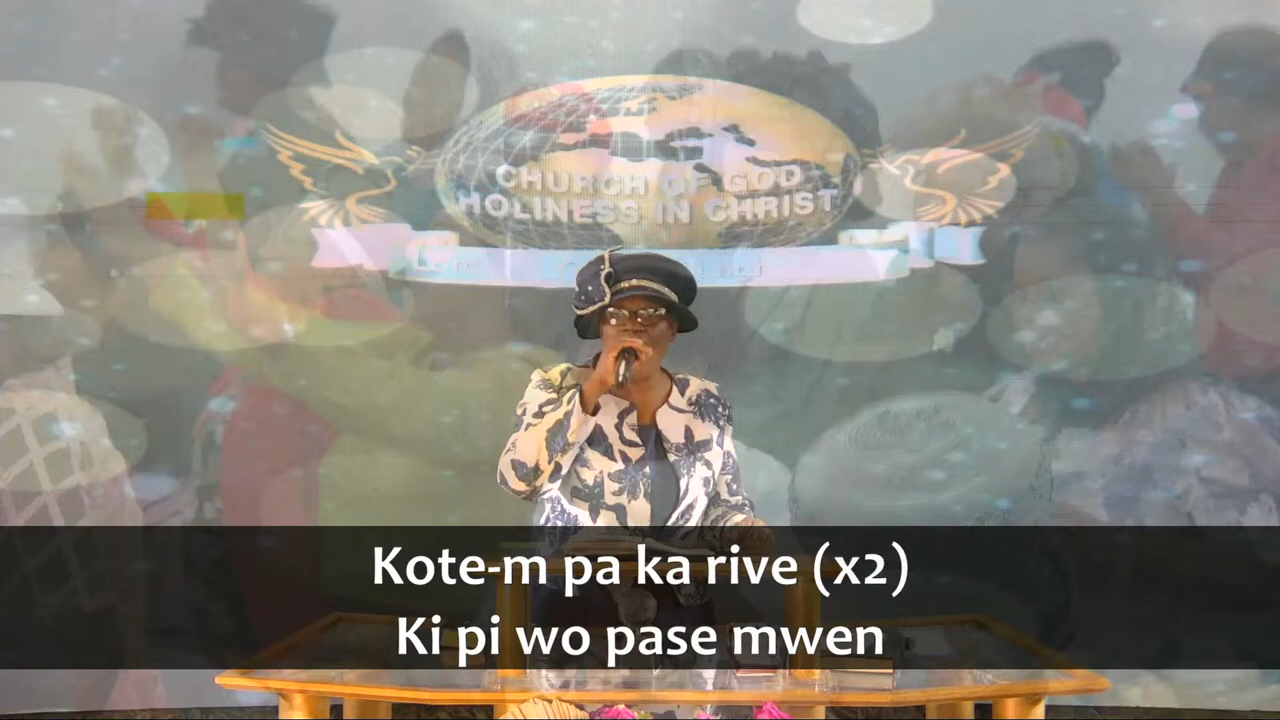 CHURCH OF GOD
HOLINESS IN CHRIST
Kote-m pa ka rive (x2)
Ki pi wo pase mwen